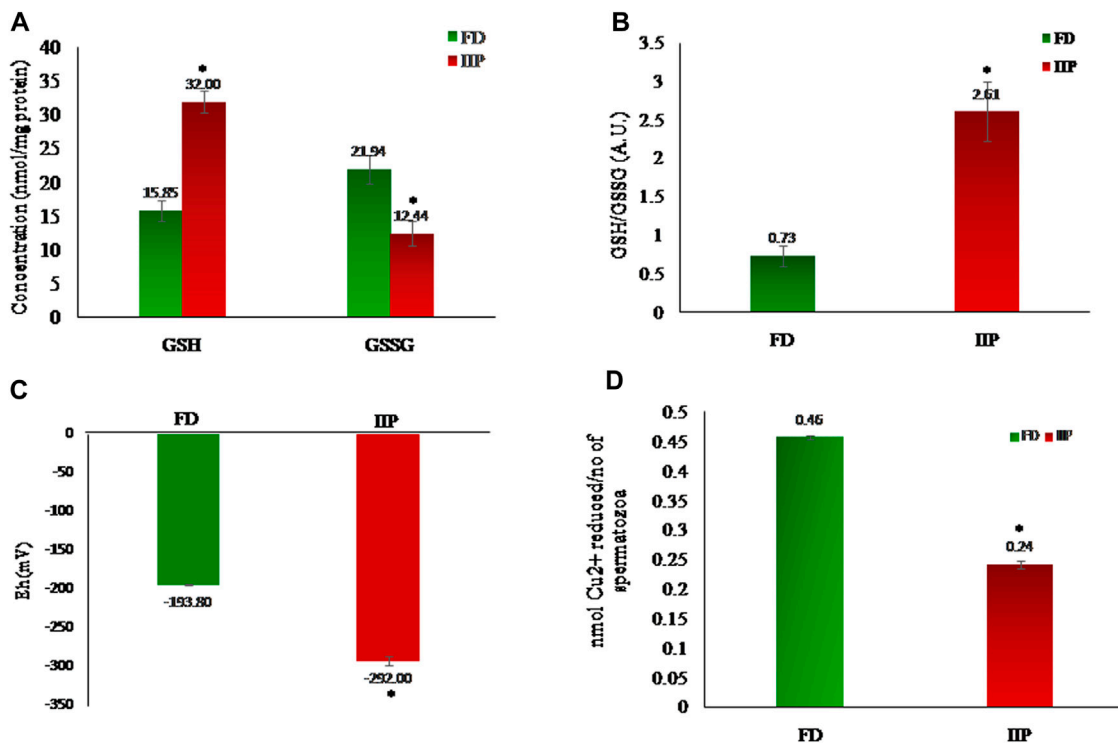 A
Concentration (nmol/mg protein)
40
35
30
25
20
15
10
5
0
FD
IIP
*
32.00
15.85
21.94
*
12.44
GSH
GSSG
B
GSH/GSSG (A.U.)
3.5
3
2.5
2
1.5
1
0.5
0
FD
IIP
*
2.61
0.73
FD
IIP
C
FD
IIP
Eh(mV)
0
-50
-100
-150
-200
-250
-300
-350
-193.80
-292.00
*
D
nmol Cu2+ reduced/no of
spermatozoa
0.5
0.45
0.4
0.35
0.3
0.25
0.2
0.15
0.1
0.05
0
0.46
FD IIP
*
0.24
FD
IIP